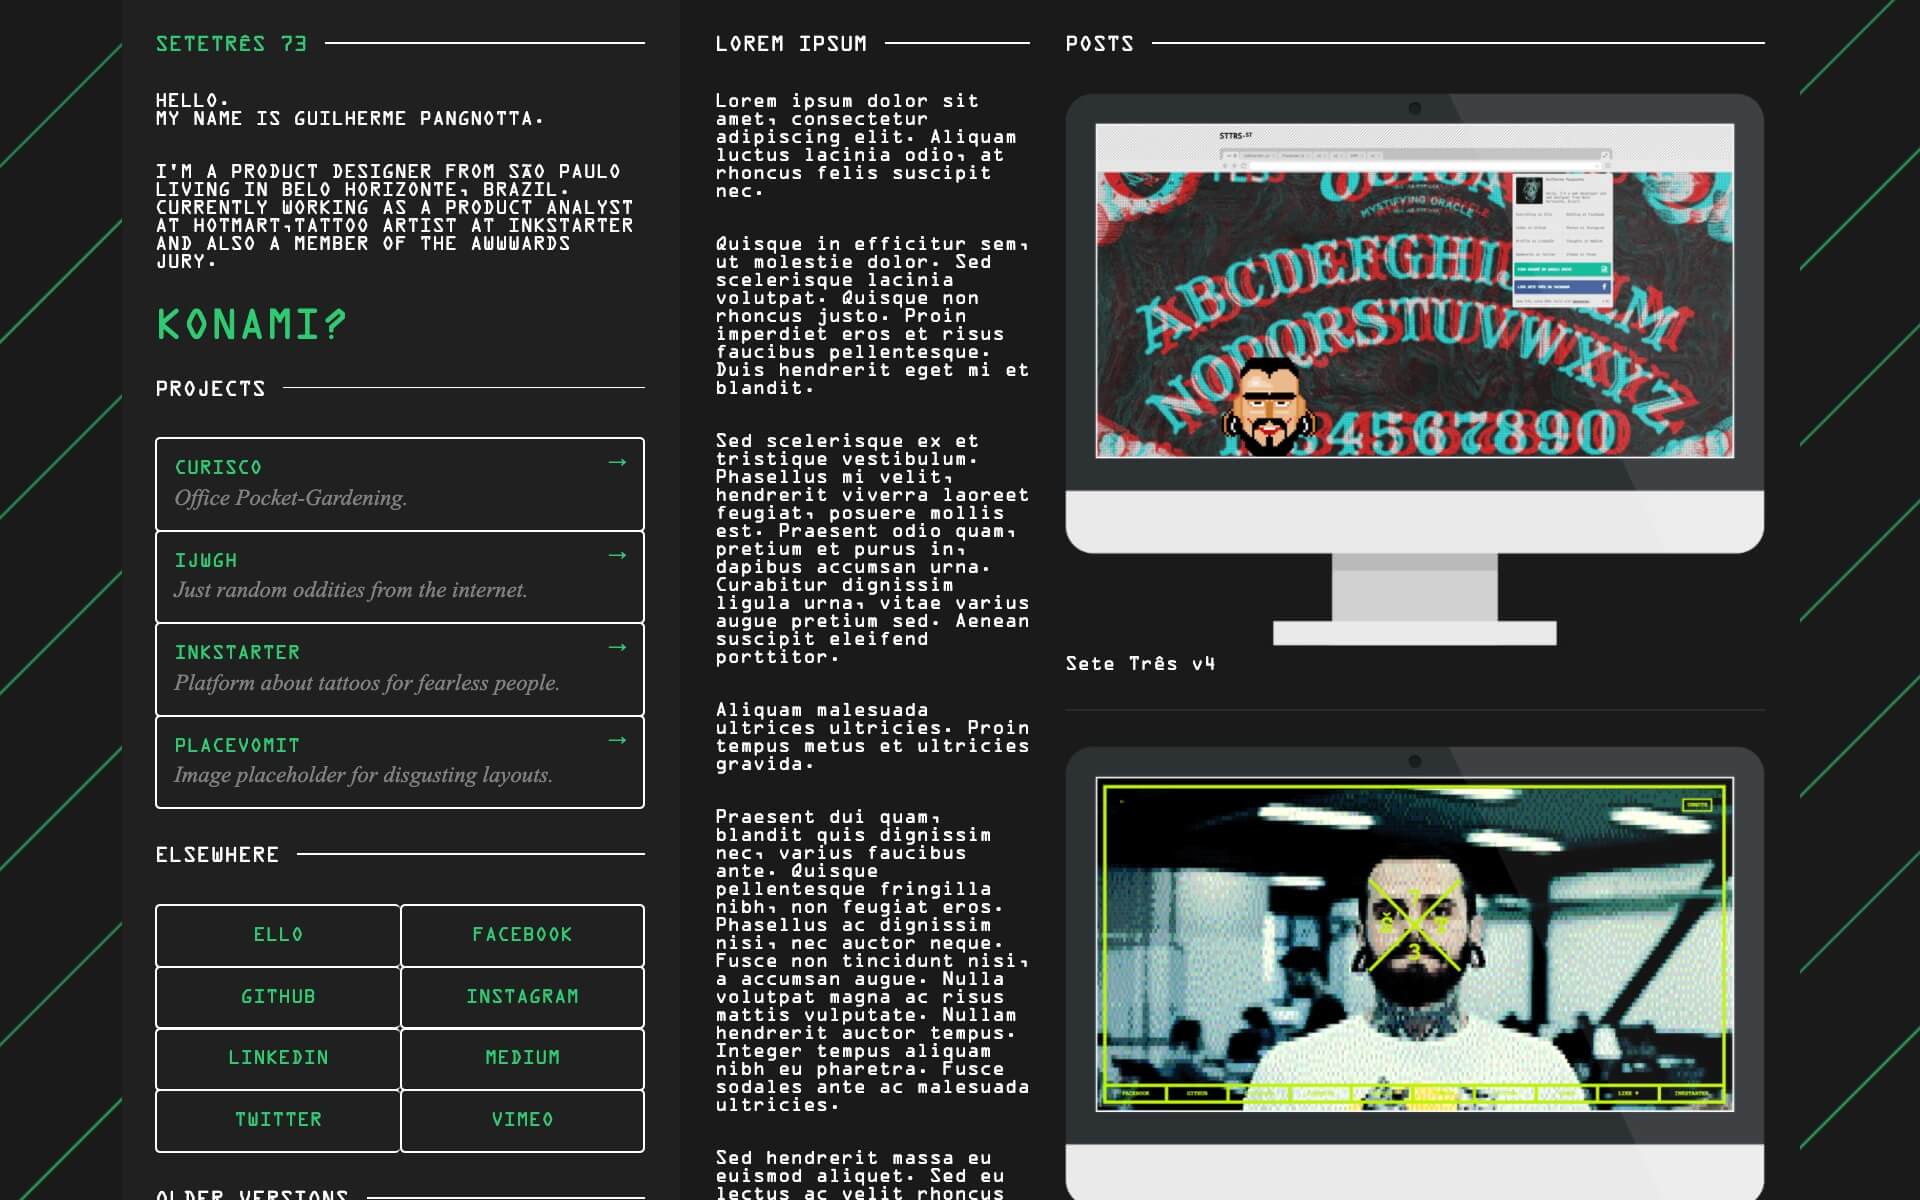 SETETRÊS 73
HELLO.
MY NAME IS GUILHERME PANGNOTTA.
I'M A PRODUCT DESIGNER FROM SÃO PAULO
LIVING IN BELO HORIZONTE, BRAZIL.
CURRENTLY WORKING AS A PRODUCT ANALYST
AT HOTMART,TATTOO ARTIST AT INKSTARTER
AND ALSO A MEMBER OF THE AWWWARDS
JURY.
KONAMI?
PROJECTS
CURISCO →
Office Pocket-Gardening.
IJWGH →
Just random oddities from the internet.
INKSTARTER →
Platform about tattoos for fearless people.
PLACEVOMIT →
Image placeholder for disgusting layouts.
ELSEWHERE
ELLO
FACEBOOK
GITHUB
INSTAGRAM
LINKEDIN
MEDIUM
TWITTER
VIMEO
OLDER VERSIONS
LOREM IPSUM
Lorem ipsum dolor sit
amet, consectetur
adipiscing elit. Aliquam
luctus lacinia odio, at
rhoncus felis suscipit
nec.
Quisque in efficitur sem,
ut molestie dolor. Sed
scelerisque lacinia
volutpat. Quisque non
rhoncus justo. Proin
imperdiet eros et risus
faucibus pellentesque.
Duis hendrerit eget mi et
blandit.
Sed scelerisque ex et
tristique vestibulum.
Phasellus mi velit,
hendrerit viverra laoreet
feugiat, posuere mollis
est. Praesent odio quam,
pretium et purus in,
dapibus accumsan urna.
Curabitur dignissim
ligula urna, vitae varius
augue pretium sed. Aenean
suscipit eleifend
porttitor.
Aliquam malesuada
ultrices ultricies. Proin
tempus metus et ultricies
gravida.
Praesent dui quam,
blandit quis dignissim
nec, varius faucibus
ante. Quisque
pellentesque fringilla
nibh, non feugiat eros.
Phasellus ac dignissim
nisi, nec auctor neque.
Fusce non tincidunt nisi,
a accumsan augue. Nulla
volutpat magna ac risus
mattis vulputate. Nullam
hendrerit auctor tempus.
Integer tempus aliquam
nibh eu pharetra. Fusce
sodales ante ac malesuada
ultricies.
Sed hendrerit massa eu
euismod aliquet. Sed eu
lectus ac velit rhoncus
POSTS
STTRS-57
MYSTIFYING ORACLE
ABCDEFGHI
LM
NOPQRSTUVWXYZ
34567890
Sete Três v4
7
3
FACEBOOK
GITHUB
LINK
INKSTARTER